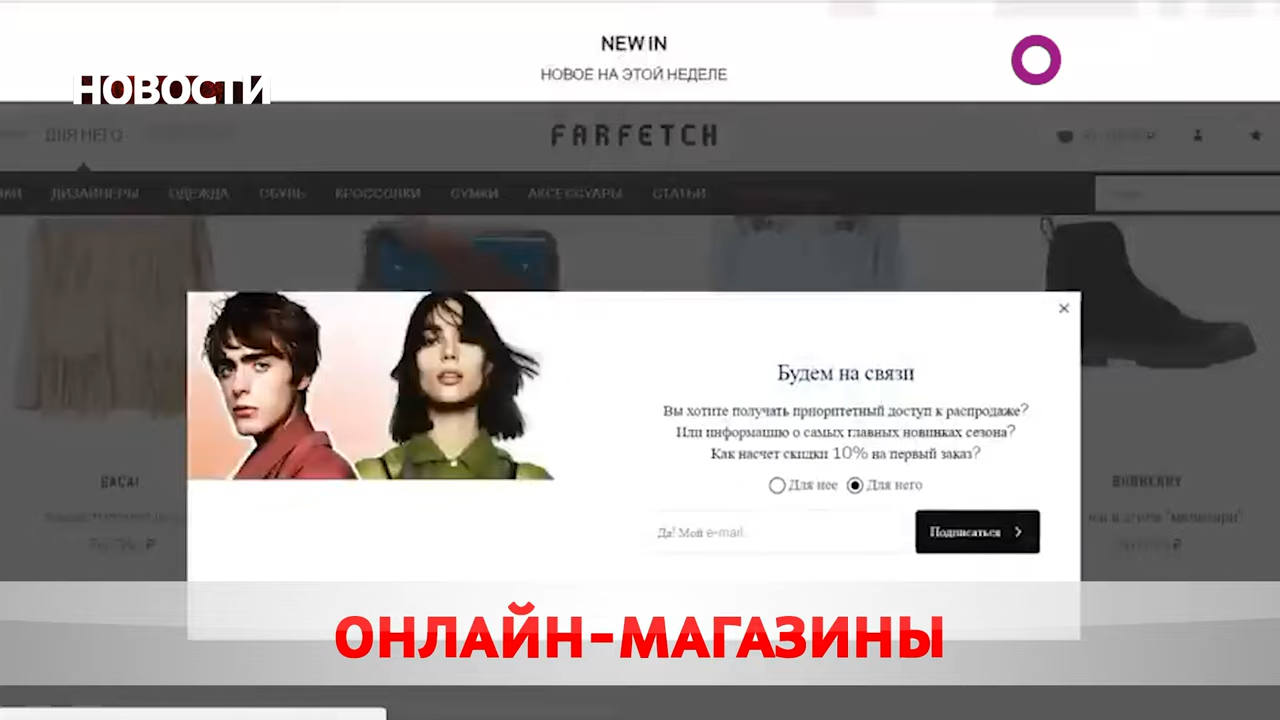 NEW IN
НОВОЕ НА ЭТОЙ НЕДЕЛЕ
НОВОСТИ
ДЛЯ НЕГО
FARFETCH
ДИЗАЙНЕРЫ ОДЕЖДА ОБУВЬ КРОССОВКИ СУМКИ АКСЕССУАРЫ СТАТЬИ
Будем на связи
Вы хотите получать приоритетный доступ к распродаже?
Или информацию о самых главных новинках сезона?
Как насчет скидки 10% на первый заказ?
Для нее Для него
Да! Мой e-mail.
Подписаться
BURBERRY
ОНЛАЙН-МАГАЗИНЫ